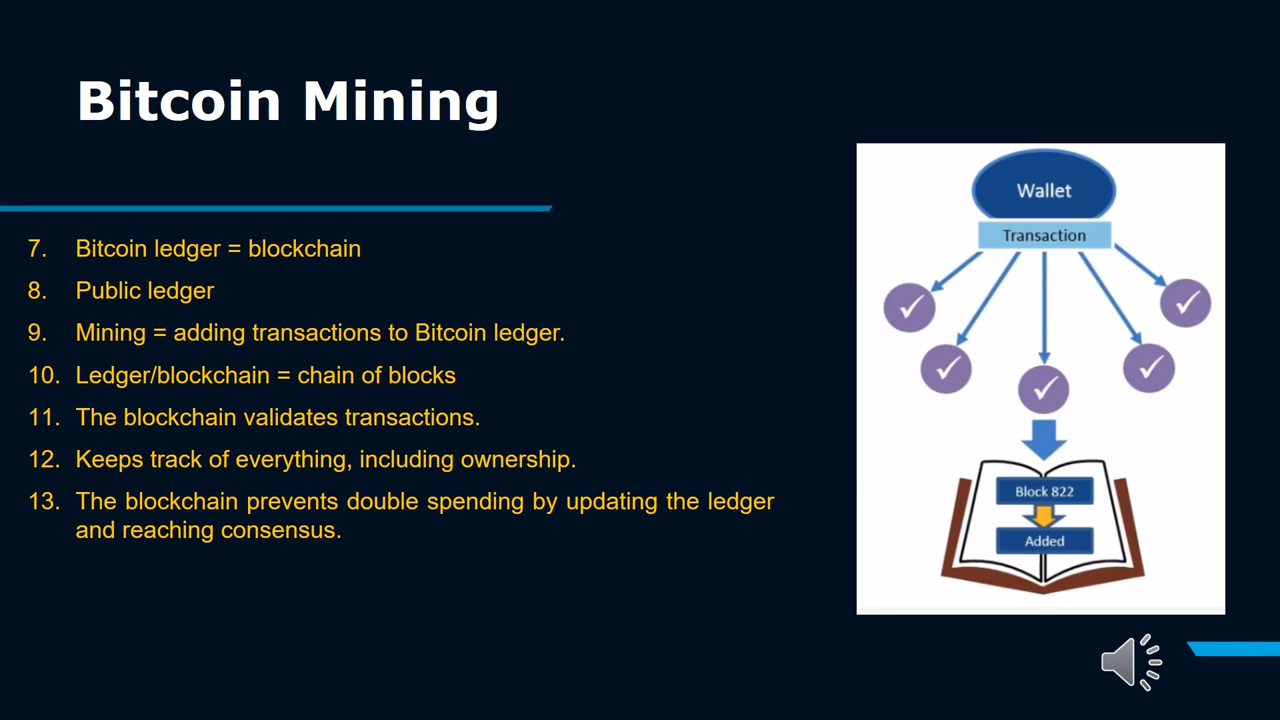 Bitcoin Mining
7. Bitcoin ledger = blockchain
8. Public ledger
9. Mining = adding transactions to Bitcoin ledger.
10. Ledger/blockchain = chain of blocks
11. The blockchain validates transactions.
12. Keeps track of everything, including ownership.
13. The blockchain prevents double spending by updating the ledger
and reaching consensus.
Wallet
Transaction
Block 822
Added